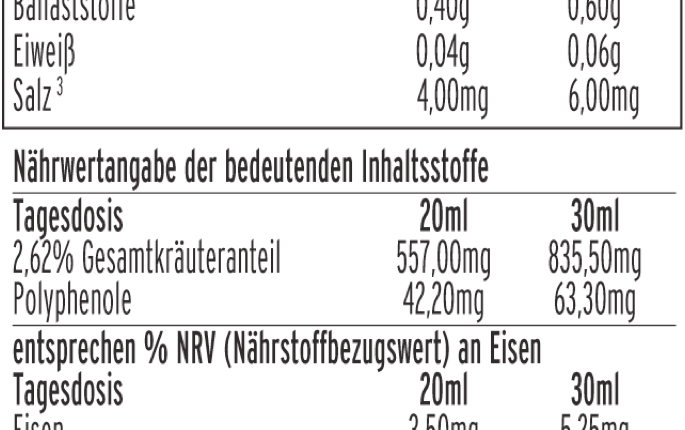 Ballaststoffe 0,40g 0,60g
Eiweiß 0,04g 0,06g
Salz ³ 4,00mg 6,00mg
Nährwertangabe der bedeutenden Inhaltsstoffe
Tagesdosis 20ml 30ml
2,62% Gesamtkräuteranteil 557,00mg 835,50mg
Polyphenole 42,20mg 63,30mg
entsprechen % NRV (Nährstoffbezugswert) an Eisen
Tagesdosis 20ml 30ml
Eisen 3,50mg 5,25mg